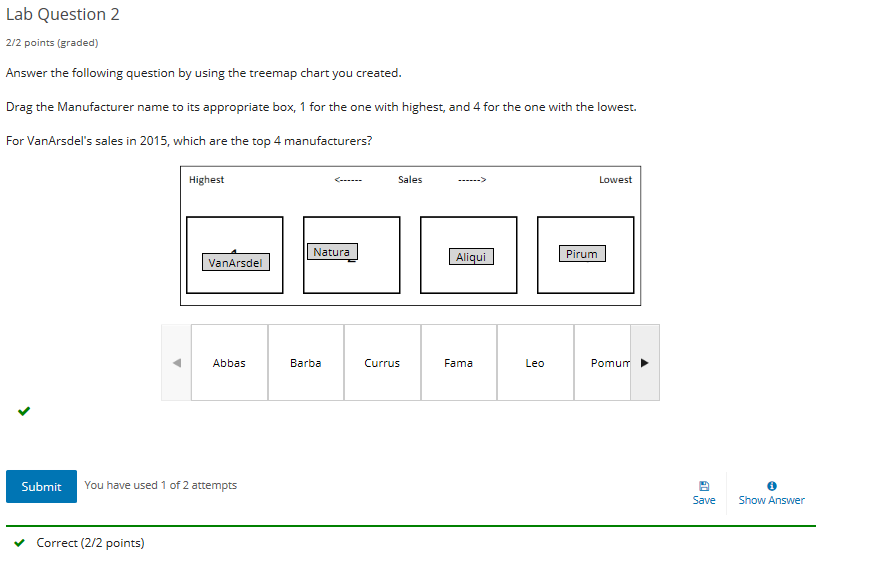 Lab Question 2
2/2 points (graded)
Answer the following question by using the treemap chart you created.
Drag the Manufacturer name to its appropriate box, 1 for the one with highest, and 4 for the one with the lowest.
For VanArsdel's sales in 2015, which are the top 4 manufacturers?
Highest <------ Sales ------> Lowest
VanArsdel Natura Aliqui Pirum
Abbas Barba Currus Fama Leo Pomum
Submit You have used 1 of 2 attempts Save Show Answer
Correct (2/2 points)